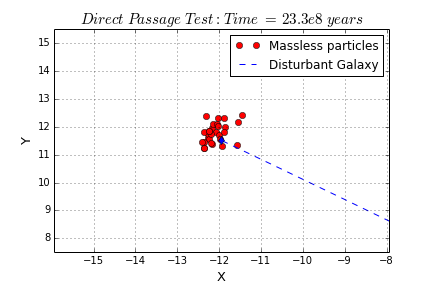 Direct Passage Test: Time = 23.3e8 years
Massless particles
Disturbant Galaxy
Y
15
14
13
12
11
10
9
8
−15 −14 −13 −12 −11 −10 −9 −8
X